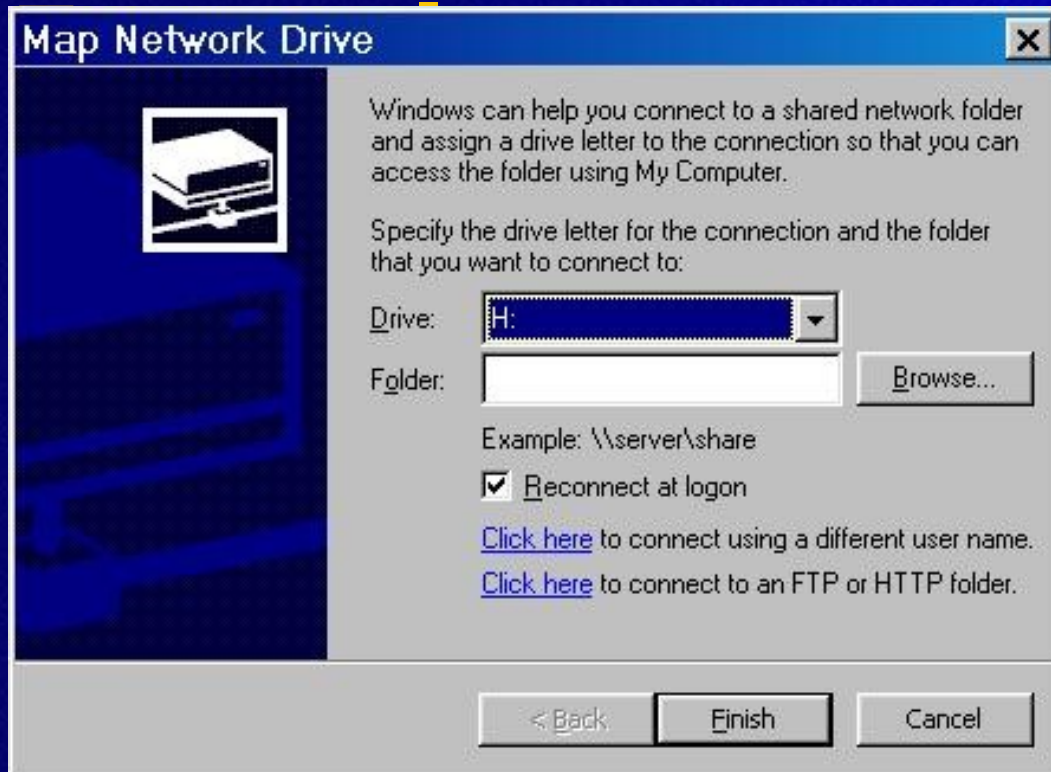 Map Network Drive
Windows can help you connect to a shared network folder
and assign a drive letter to the connection so that you can
access the folder using My Computer.
Specify the drive letter for the connection and the folder
that you want to connect to:
Drive: H:
Folder: Browse...
Example: \\server\share
Reconnect at logon
Click here to connect using a different user name.
Click here to connect to an FTP or HTTP folder.
< Back Finish Cancel